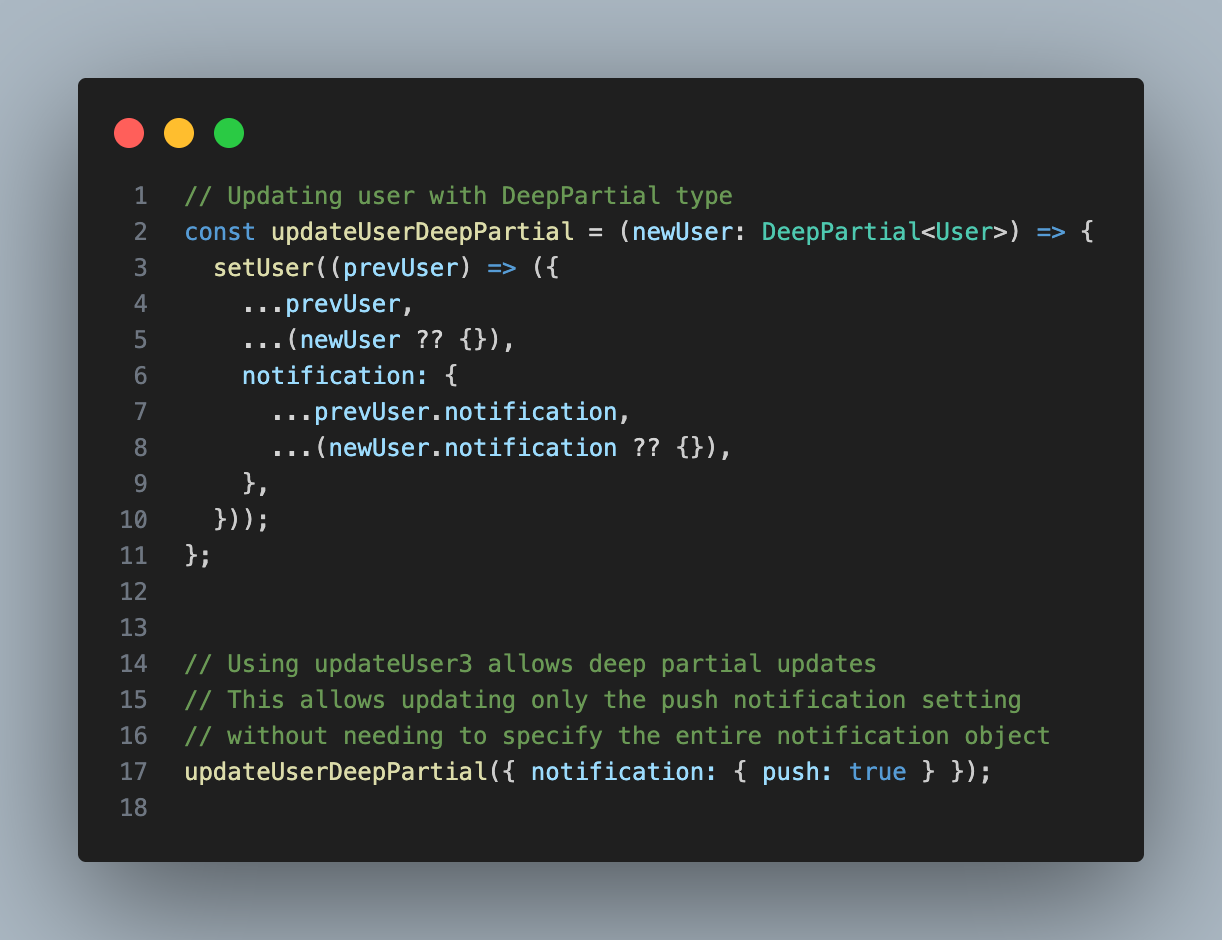 1 // Updating user with DeepPartial type
2 const updateUserDeepPartial = (newUser: DeepPartial<User>) => {
3   setUser((prevUser) => ({
4     ...prevUser,
5     ...(newUser ?? {}),
6     notification: {
7       ...prevUser.notification,
8       ...(newUser.notification ?? {}),
9     },
10   }));
11 };
12
13
14 // Using updateUser3 allows deep partial updates
15 // This allows updating only the push notification setting
16 // without needing to specify the entire notification object
17 updateUserDeepPartial({ notification: { push: true } });
18